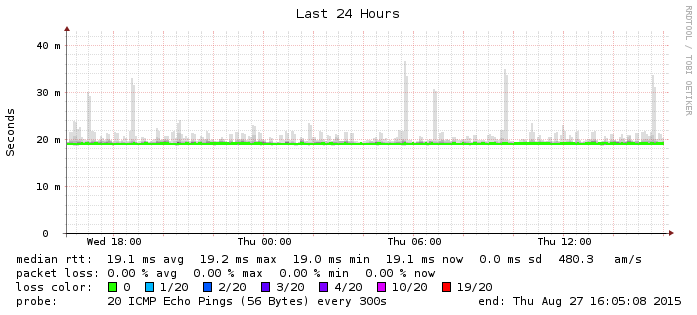 Last 24 Hours
RRDTOOL / TOBI OETIKER
Seconds
40 m
30 m
20 m
10 m
0
Wed 18:00 Thu 00:00 Thu 06:00 Thu 12:00
median rtt: 19.1 ms avg 19.2 ms max 19.0 ms min 19.1 ms now 0.0 ms sd 480.3 am/s
packet loss: 0.00 % avg 0.00 % max 0.00 % min 0.00 % now
loss color: 0 1/20 2/20 3/20 4/20 10/20 19/20
probe: 20 ICMP Echo Pings (56 Bytes) every 300s end: Thu Aug 27 16:05:08 2015